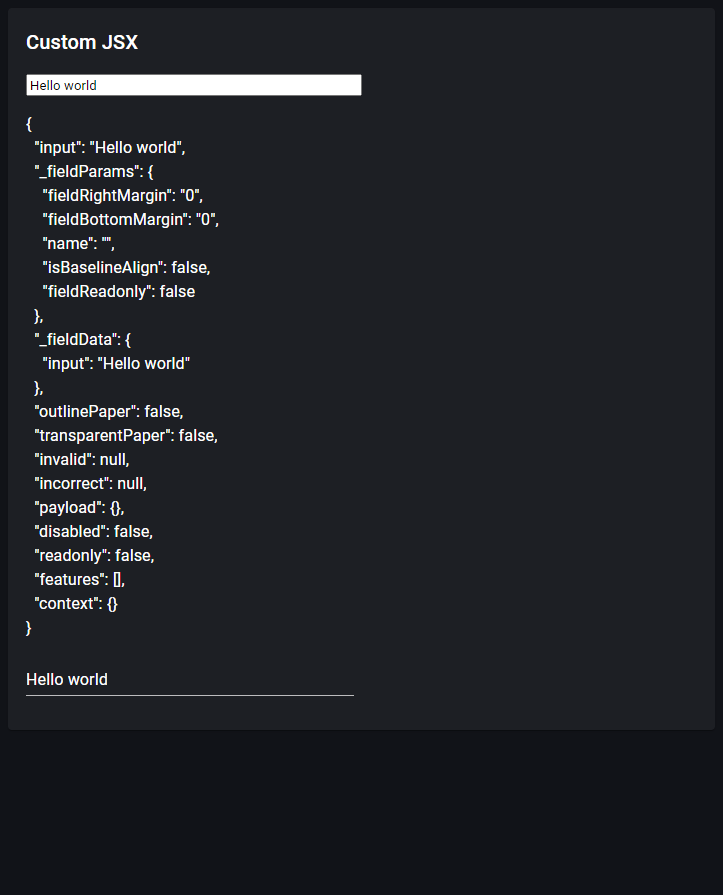 Custom JSX
Hello world
{
"input": "Hello world",
"_fieldParams": {
"fieldRightMargin": "0",
"fieldBottomMargin": "0",
"name": "",
"isBaselineAlign": false,
"fieldReadonly": false
},
"_fieldData": {
"input": "Hello world"
},
"outlinePaper": false,
"transparentPaper": false,
"invalid": null,
"incorrect": null,
"payload": {},
"disabled": false,
"readonly": false,
"features": [],
"context": {}
}
Hello world